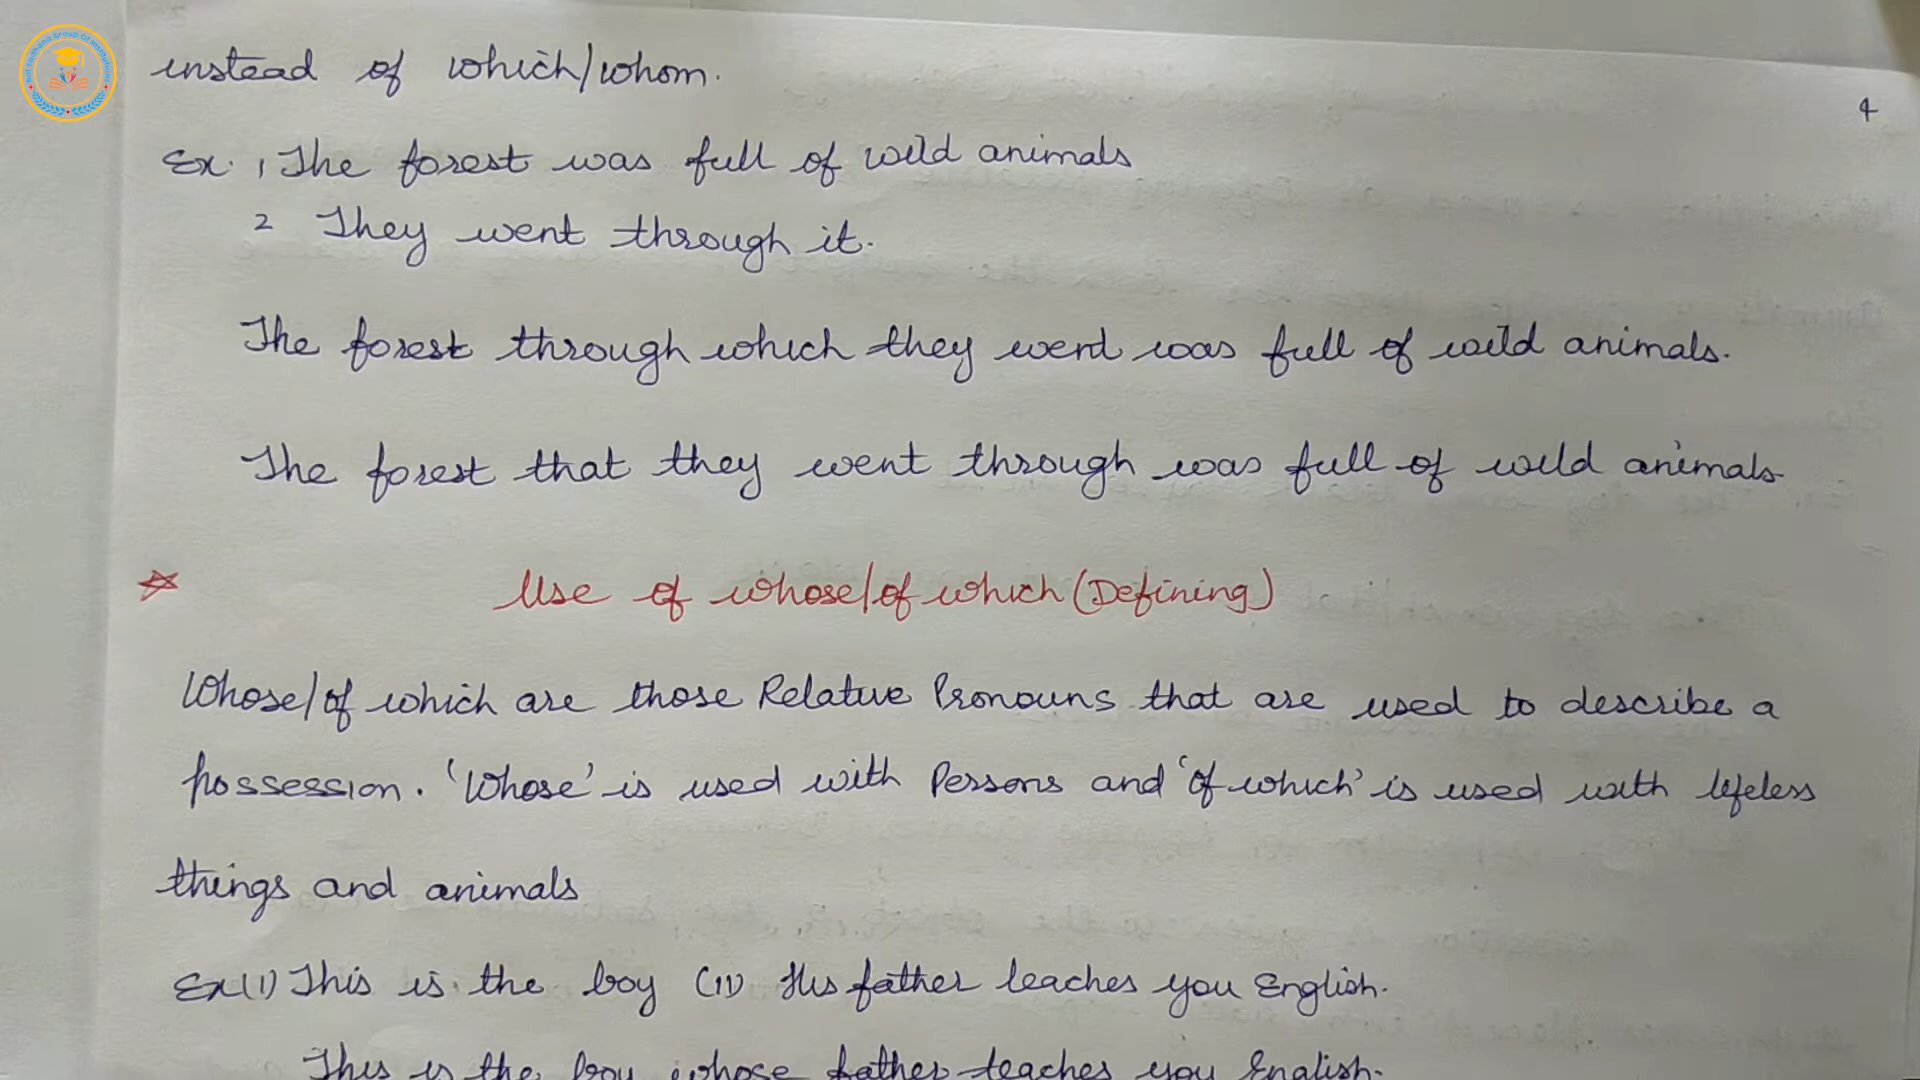 instead of which/whom.
4
Ex. 1 The forest was full of wild animals
2 They went through it.
The forest through which they went was full of wild animals.
The forest that they went through was full of wild animals.
Use of whose/of which (Defining)
Whose/of which are those Relative Pronouns that are used to describe a
possession. 'Whose' is used with Persons and 'of which' is used with lifeless
things and animals
Ex (I) This is the boy (II) His father teaches you English.
This is the boy whose father teaches you English.